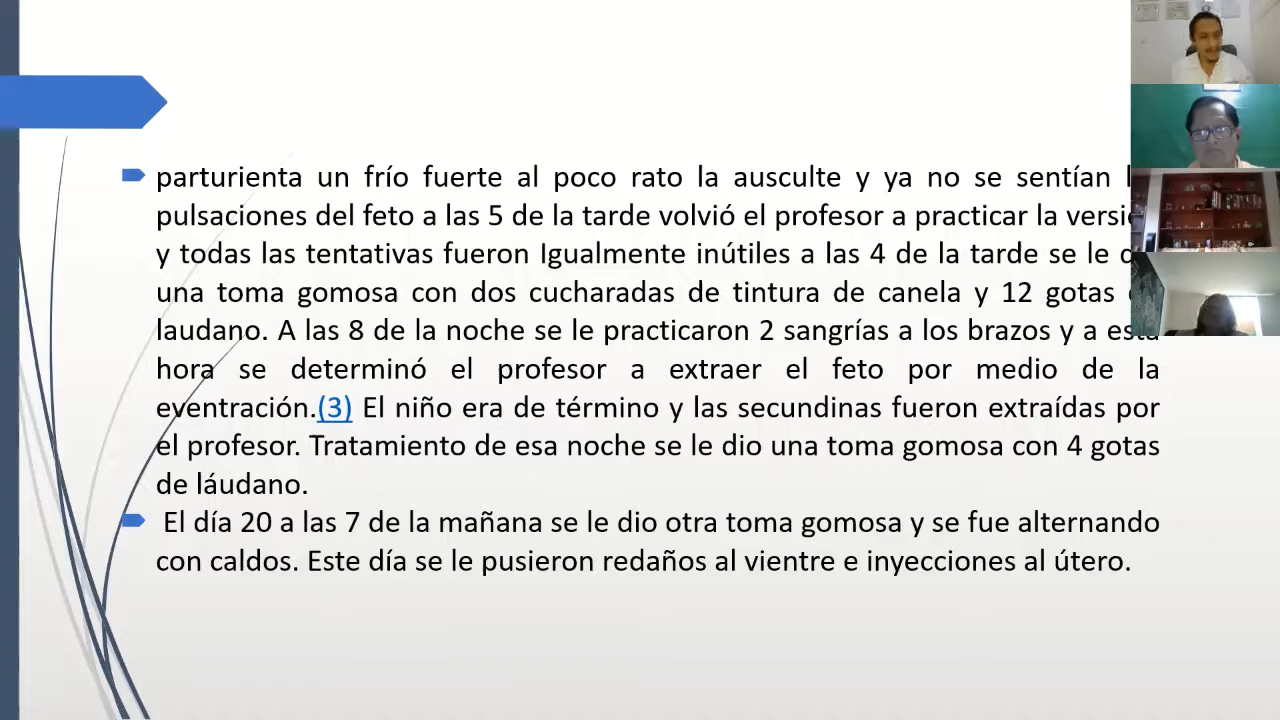 parturienta un frío fuerte al poco rato la ausculte y ya no se sentían
pulsaciones del feto a las 5 de la tarde volvió el profesor a practicar la
y todas las tentativas fueron Igualmente inútiles a las 4 de la tarde se le
una toma gomosa con dos cucharadas de tintura de canela y 12 gotas
laudano. A las 8 de la noche se le practicaron 2 sangrías a los brazos y a esta
hora se determinó el profesor a extraer el feto por medio de la
eventración.(3) El niño era de término y las secundinas fueron extraídas por
el profesor. Tratamiento de esa noche se le dio una toma gomosa con 4 gotas
de láudano.
El día 20 a las 7 de la mañana se le dio otra toma gomosa y se fue alternando
con caldos. Este día se le pusieron redaños al vientre e inyecciones al útero.